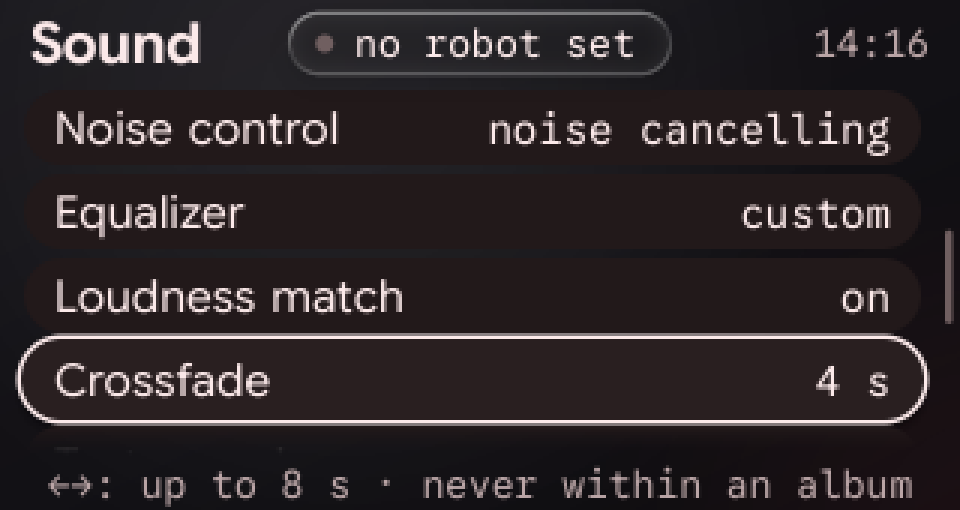 Sound
no robot set
14:16
Noise control noise cancelling
Equalizer custom
Loudness match on
Crossfade 4 s
↔: up to 8 s · never within an album